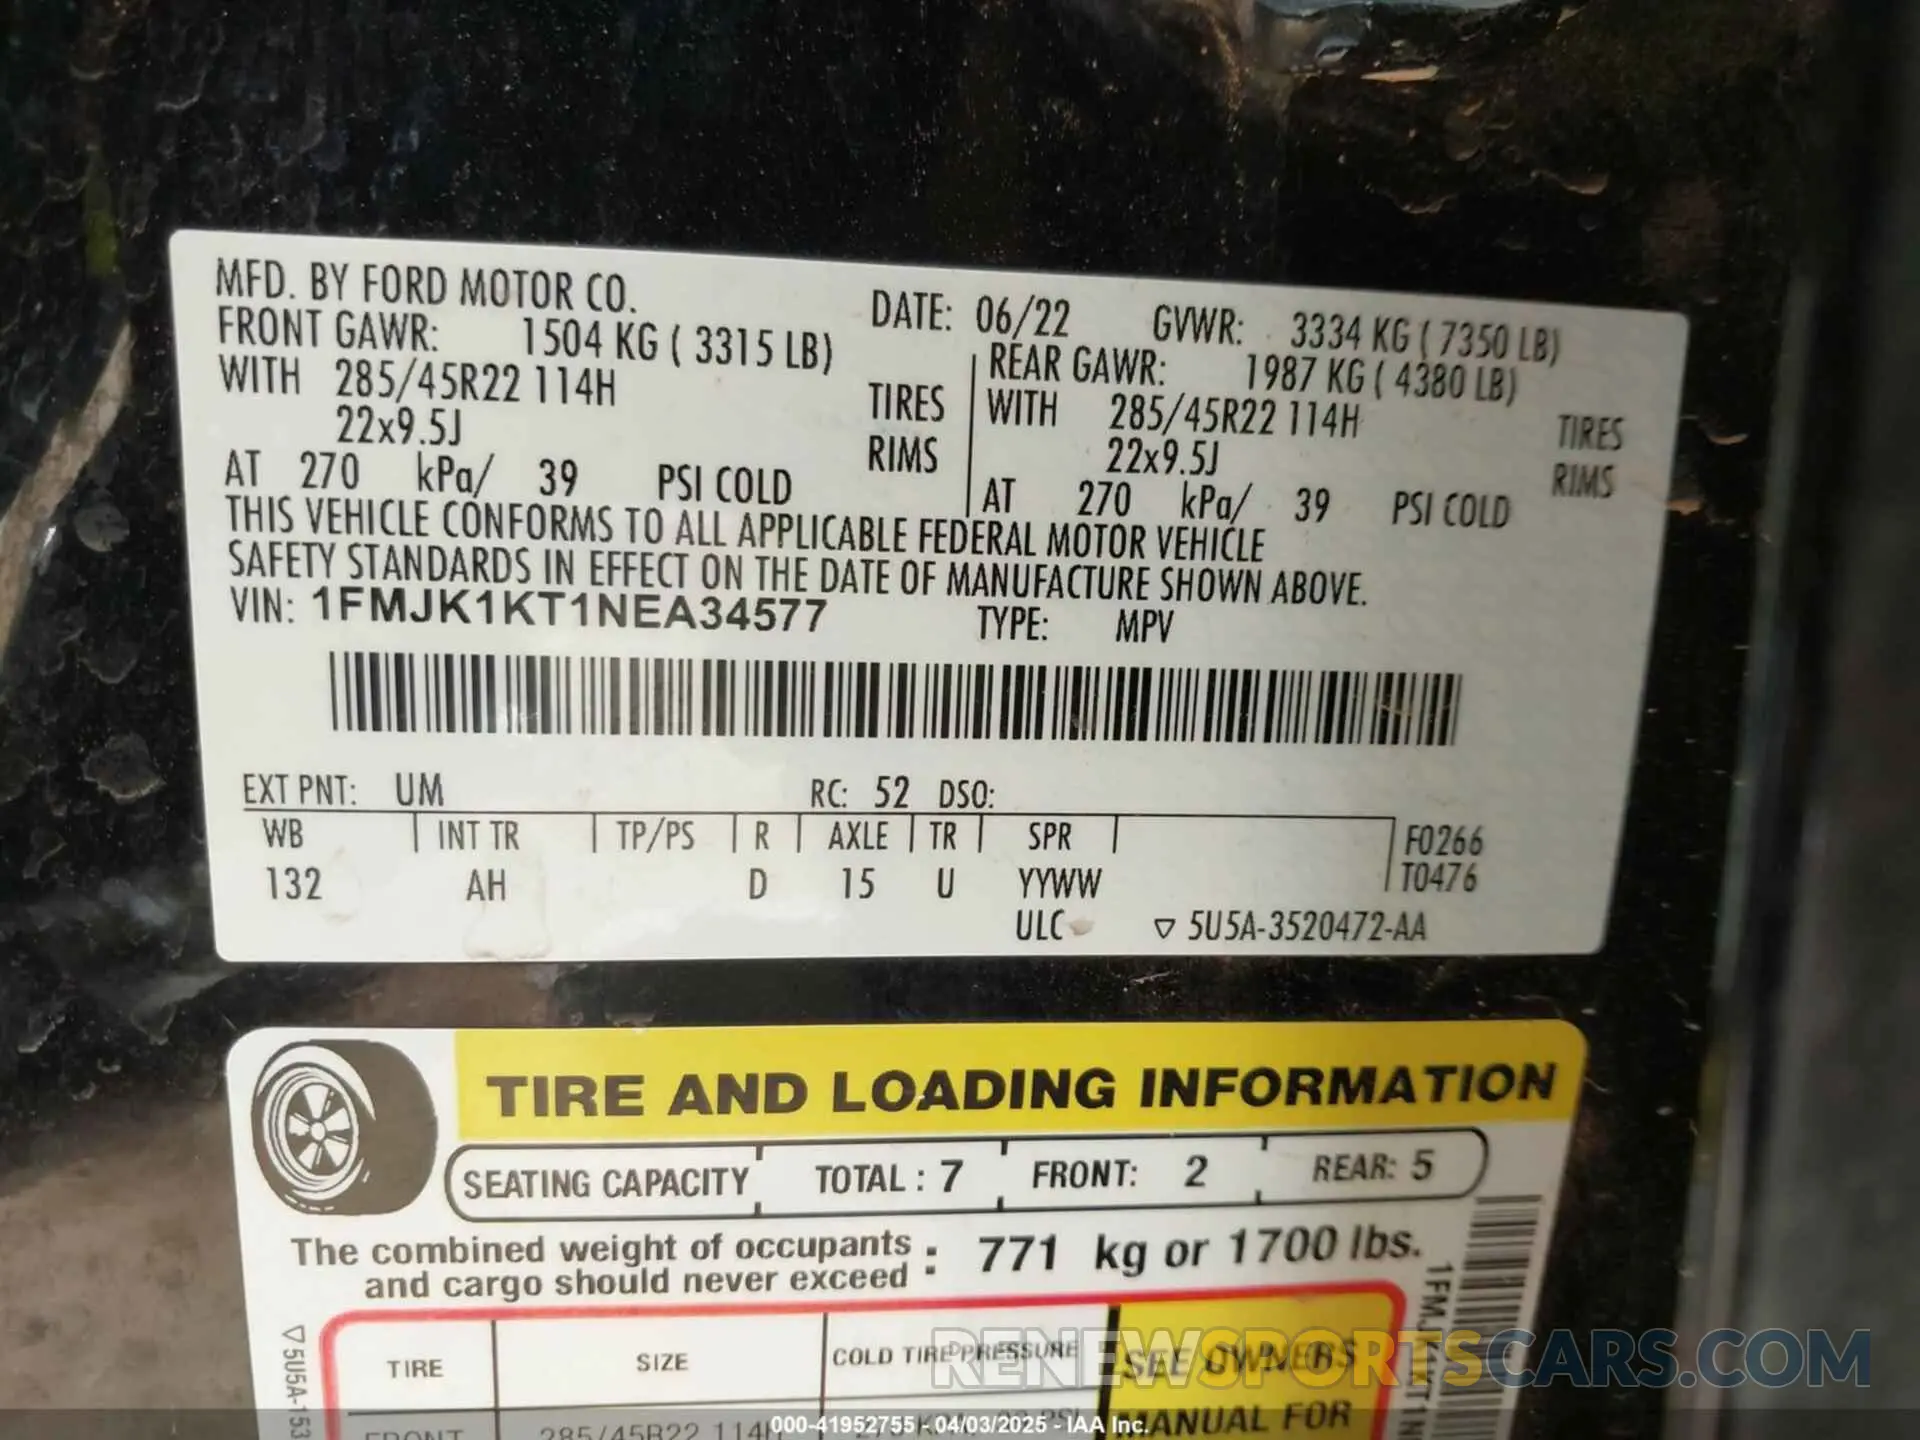 MFD. BY FORD MOTOR CO.
DATE: 06/22 GVWR: 3334 KG ( 7350 LB)
FRONT GAWR: 1504 KG ( 3315 LB)
REAR GAWR: 1987 KG ( 4380 LB)
WITH 285/45R22 114H TIRES
WITH 285/45R22 114H TIRES
22x9.5J RIMS
22x9.5J RIMS
AT 270 kPa/ 39 PSI COLD
AT 270 kPa/ 39 PSI COLD
THIS VEHICLE CONFORMS TO ALL APPLICABLE FEDERAL MOTOR VEHICLE
SAFETY STANDARDS IN EFFECT ON THE DATE OF MANUFACTURE SHOWN ABOVE.
VIN: 1FMJK1KT1NEA34577 TYPE: MPV
EXT PNT: UM RC: 52 DSO:
WB INT TR TP/PS R AXLE TR SPR F0266
132 AH D 15 U YYWW T0476
ULC ▽ 5U5A-3520472-AA
TIRE AND LOADING INFORMATION
SEATING CAPACITY TOTAL : 7 FRONT: 2 REAR: 5
The combined weight of occupants
and cargo should never exceed : 771 kg or 1700 lbs.
TIRE SIZE COLD TIRE PRESSURE SEE OWNERS
FRONT 285/45R22 114H MANUAL FOR
▽5U5A-153
1FMJK1KT1N
RENEWSPORTSCARS.COM
000-41952755 - 04/03/2025 - IAA Inc.